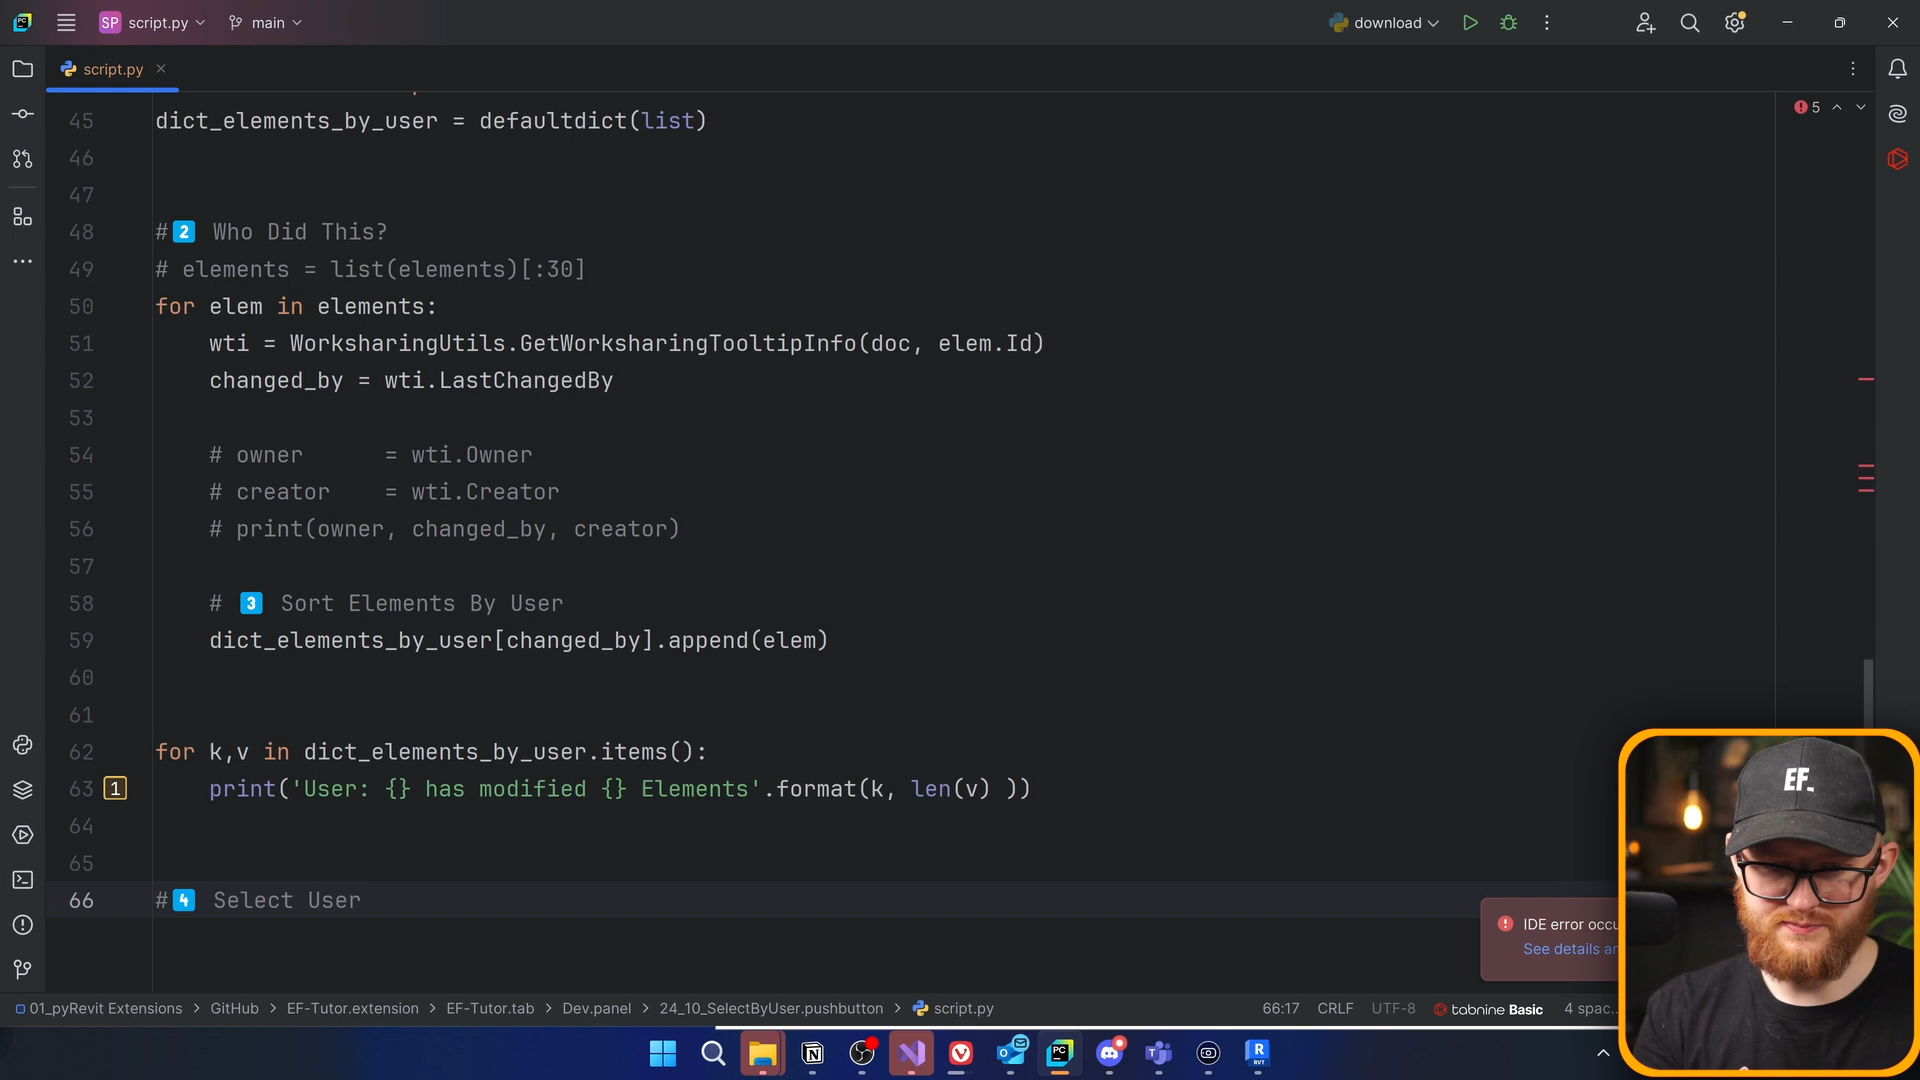 SP script.py main download
script.py
5
45 dict_elements_by_user = defaultdict(list)
46
47
48 #2️⃣ Who Did This?
49 # elements = list(elements)[:30]
50 for elem in elements:
51 wti = WorksharingUtils.GetWorksharingTooltipInfo(doc, elem.Id)
52 changed_by = wti.LastChangedBy
53
54 # owner = wti.Owner
55 # creator = wti.Creator
56 # print(owner, changed_by, creator)
57
58 # 3️⃣ Sort Elements By User
59 dict_elements_by_user[changed_by].append(elem)
60
61
62 for k,v in dict_elements_by_user.items():
63 1 print('User: {} has modified {} Elements'.format(k, len(v) ))
64
65
66 #4️⃣ Select User
EF.
IDE error occu
See details an
01_pyRevit Extensions > GitHub > EF-Tutor.extension > EF-Tutor.tab > Dev.panel > 24_10_SelectByUser.pushbutton > script.py 66:17 CRLF UTF-8 tabnine Basic 4 spac...
PC
R
RVT